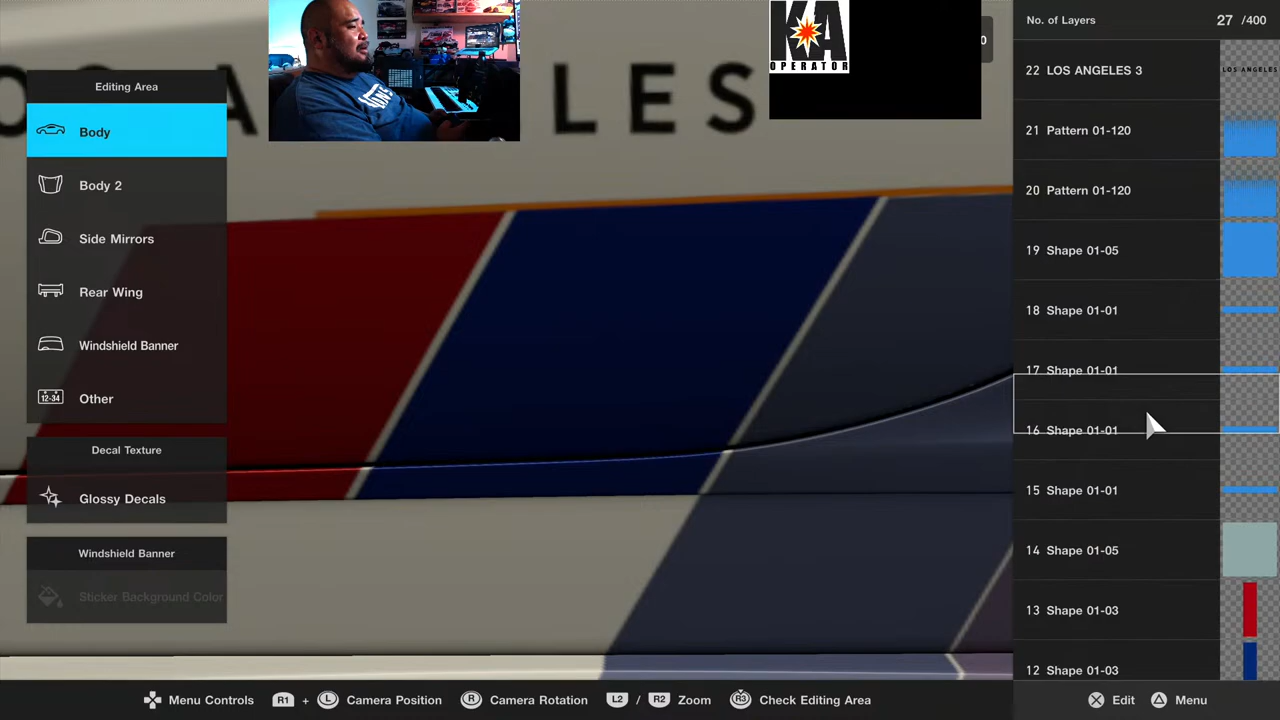 No. of Layers 27 /400
KA
OPERATOR
0
LES
VANS
Editing Area
Body
Body 2
Side Mirrors
Rear Wing
Windshield Banner
12-34 Other
Decal Texture
Glossy Decals
Windshield Banner
Sticker Background Color
22 LOS ANGELES 3 LOS ANGELES
21 Pattern 01-120
20 Pattern 01-120
19 Shape 01-05
18 Shape 01-01
17 Shape 01-01
16 Shape 01-01
15 Shape 01-01
14 Shape 01-05
13 Shape 01-03
12 Shape 01-03
Menu Controls R1 + L Camera Position R Camera Rotation L2 / R2 Zoom R3 Check Editing Area Edit Menu